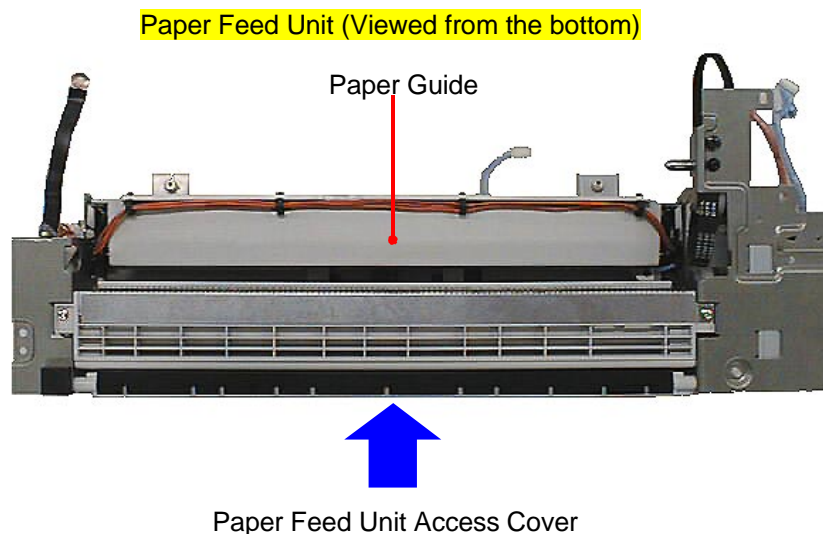 Paper Feed Unit (Viewed from the bottom)
Paper Guide
Paper Feed Unit Access Cover